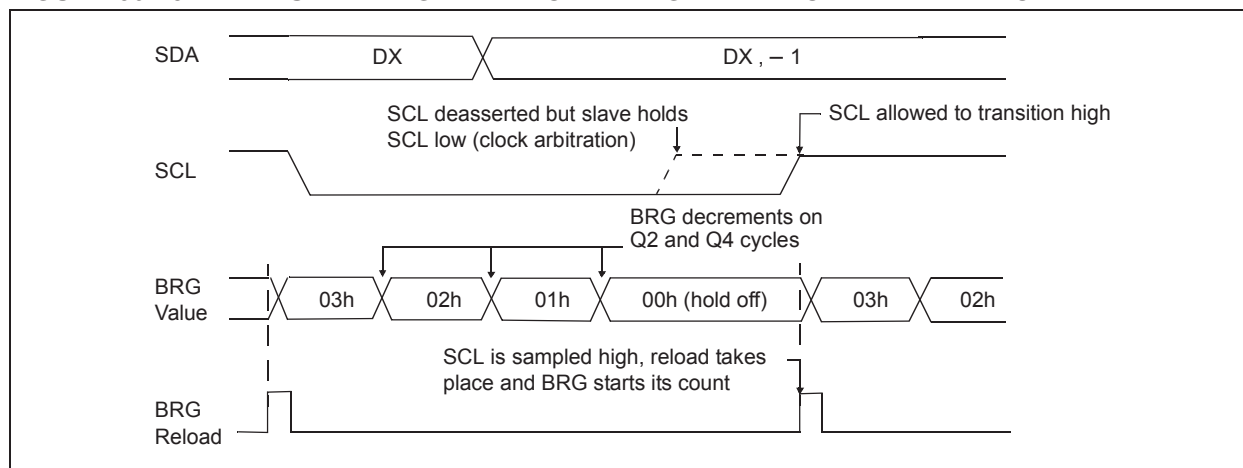 SDA
DX
DX , – 1
SCL deasserted but slave holds
SCL low (clock arbitration)
SCL allowed to transition high
SCL
BRG decrements on
Q2 and Q4 cycles
BRG
Value
03h
02h
01h
00h (hold off)
03h
02h
SCL is sampled high, reload takes
place and BRG starts its count
BRG
Reload